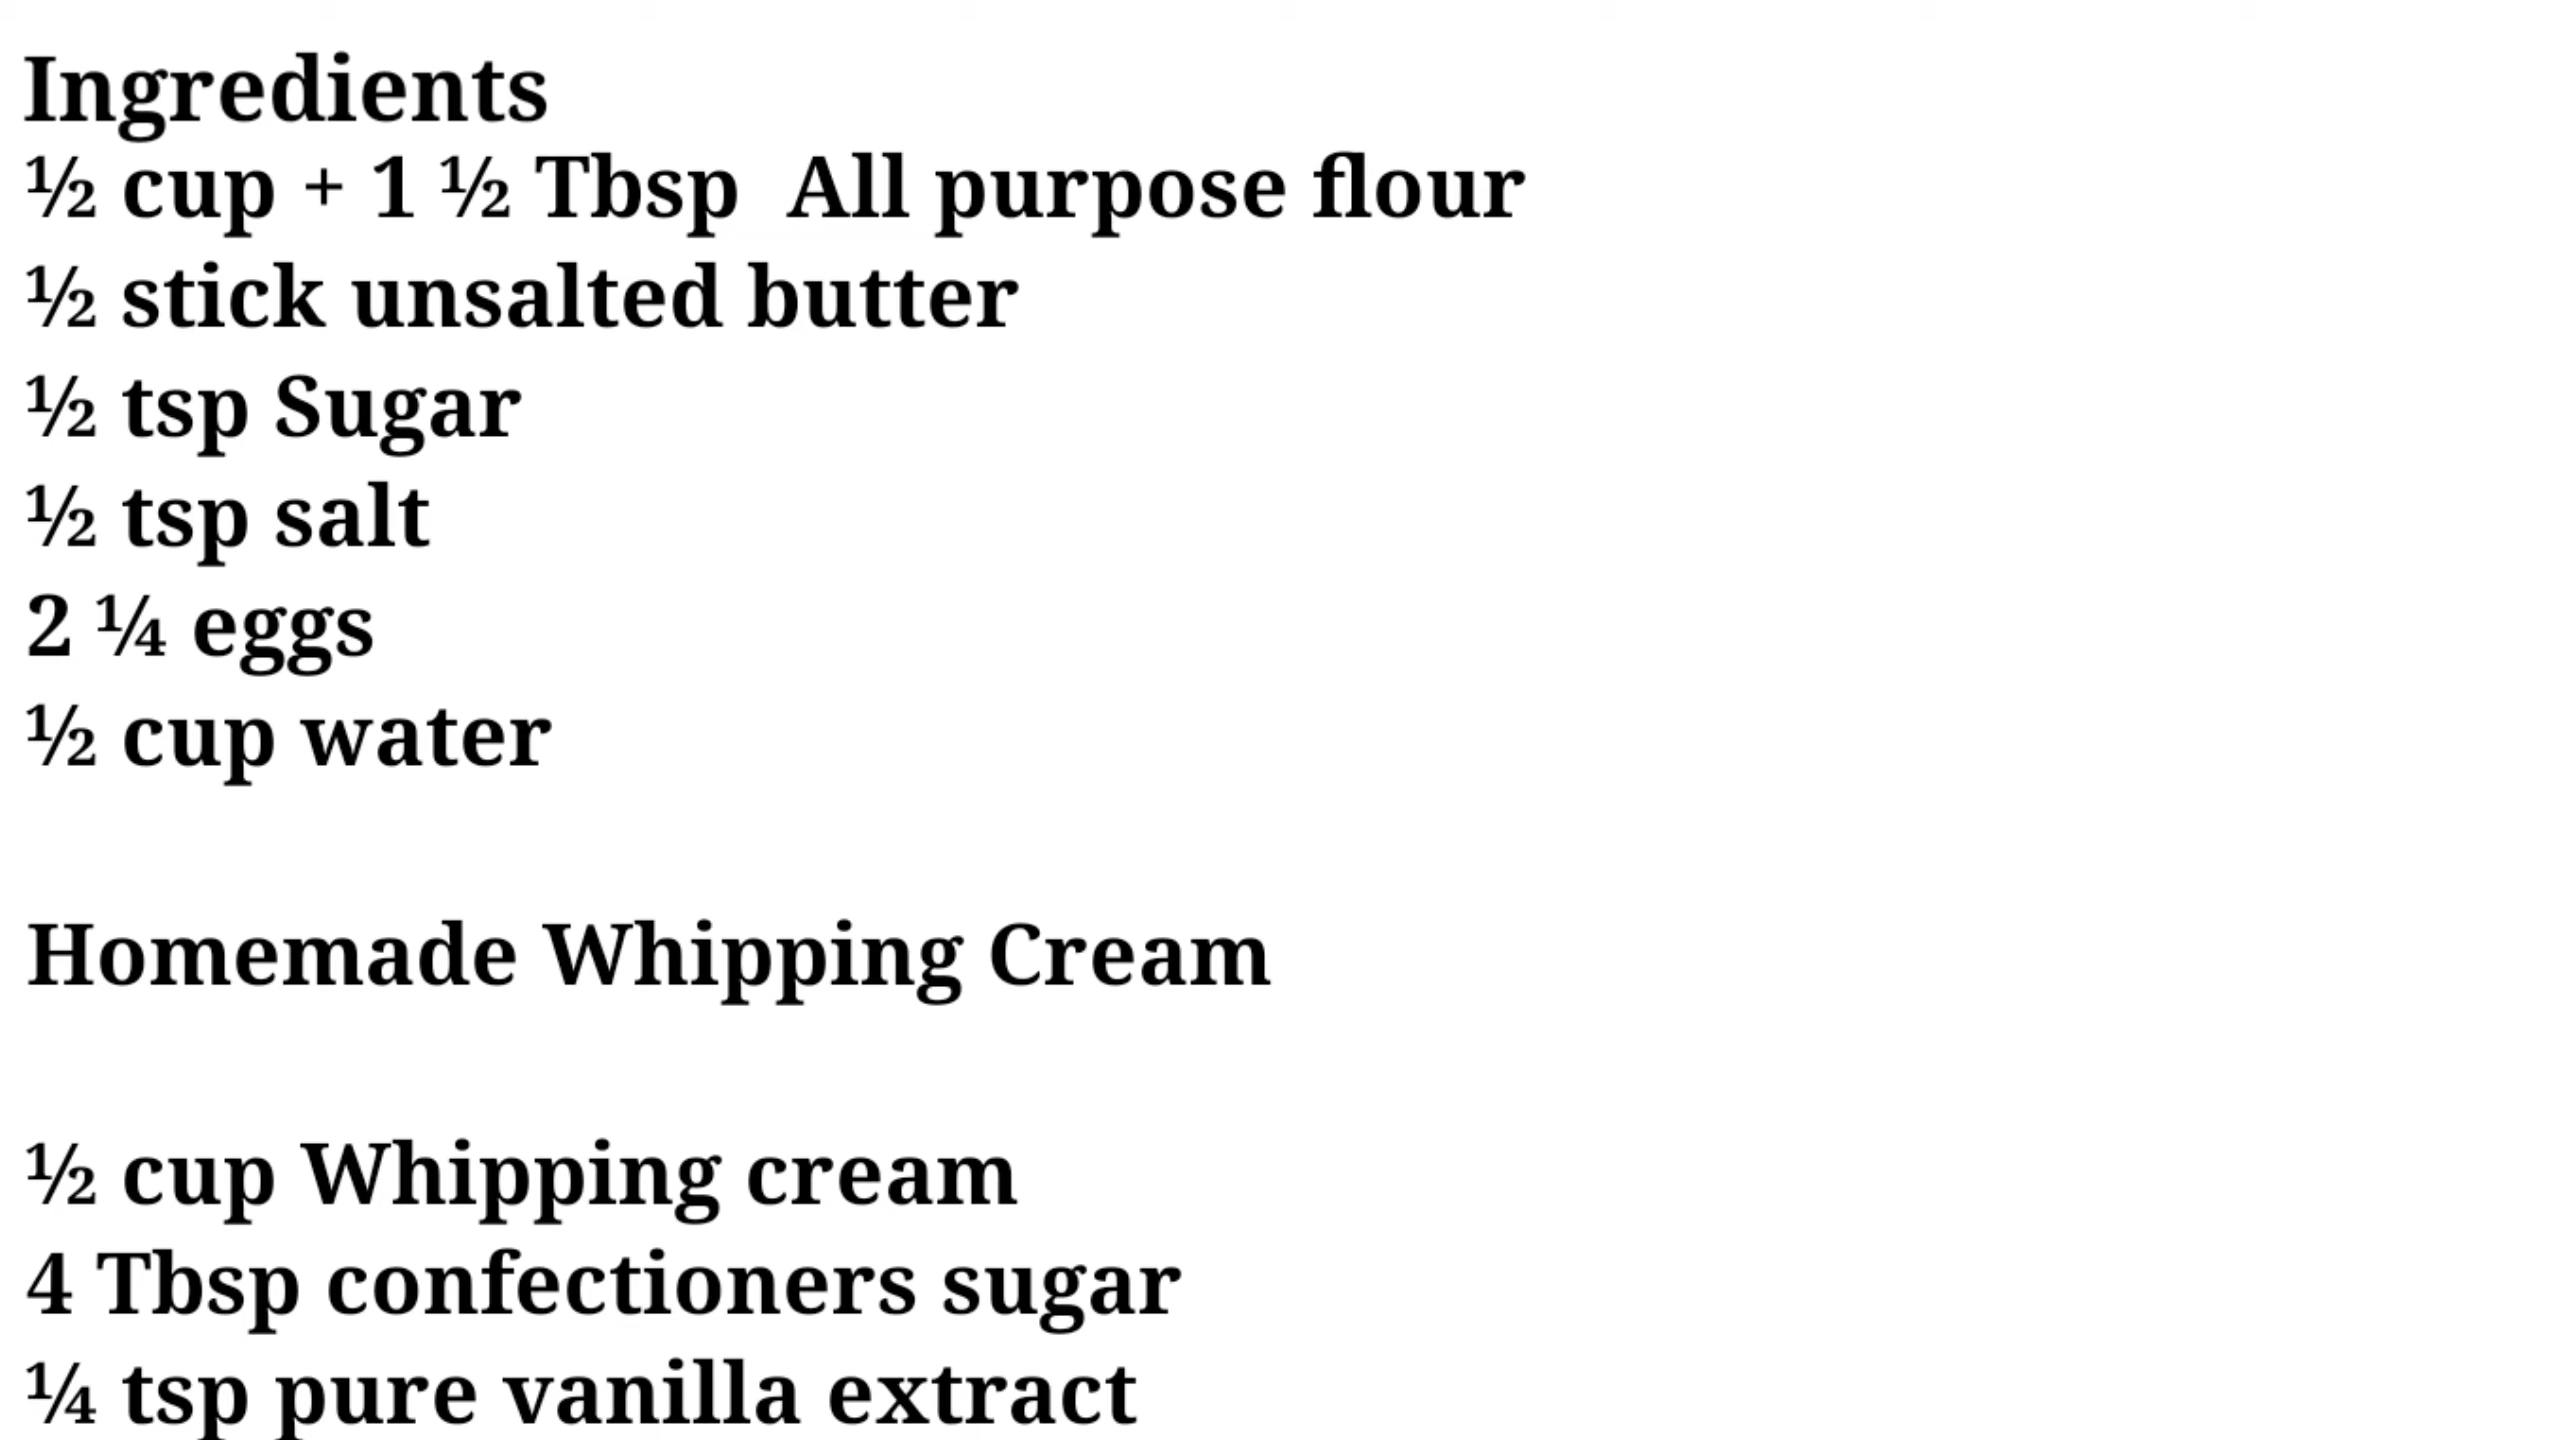 Ingredients
½ cup + 1 ½ Tbsp  All purpose flour
½ stick unsalted butter
½ tsp Sugar
½ tsp salt
2 ¼ eggs
½ cup water
Homemade Whipping Cream
½ cup Whipping cream
4 Tbsp confectioners sugar
¼ tsp pure vanilla extract